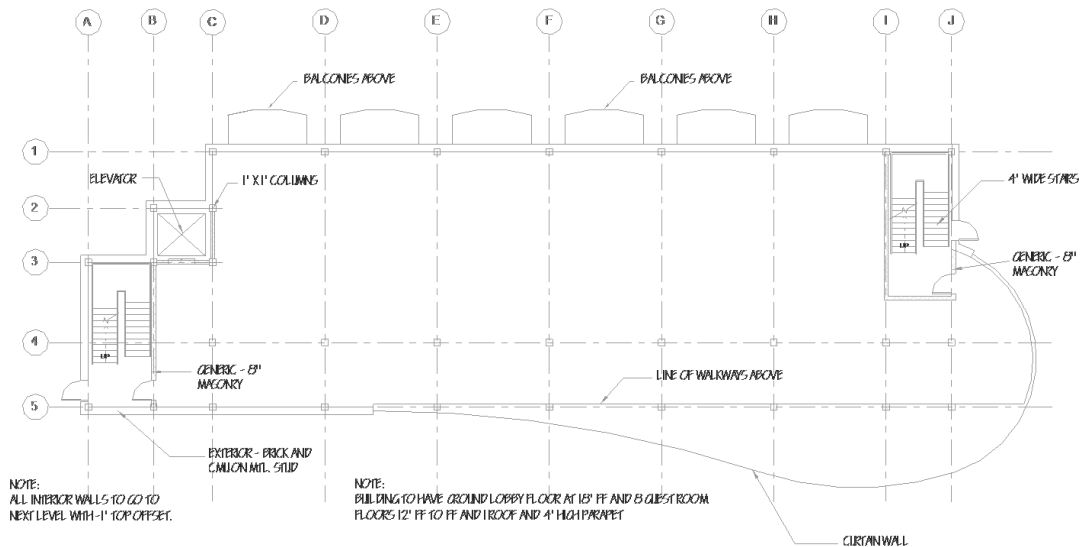 A B C D E F G H I J
BALCONIES ABOVE
BALCONIES ABOVE
1
ELEVATOR
1' X 1' COLUMNS
4' WIDE STAIRS
2
UP
3
GENERIC - 8"
MASONRY
4
UP
GENERIC - 8"
MASONRY
LINE OF WALKWAYS ABOVE
5
EXTERIOR - BRICK AND
CMU ON MTL. STUD
NOTE:
ALL INTERIOR WALLS TO GO TO
NEXT LEVEL WITH -1' TOP OFFSET.
NOTE:
BUILDING TO HAVE GROUND LOBBY FLOOR AT 18' FF AND 8 GUEST ROOM
FLOORS 12' FF TO FF AND 1 ROOF AND 4' HIGH PARAPET
CURTAIN WALL